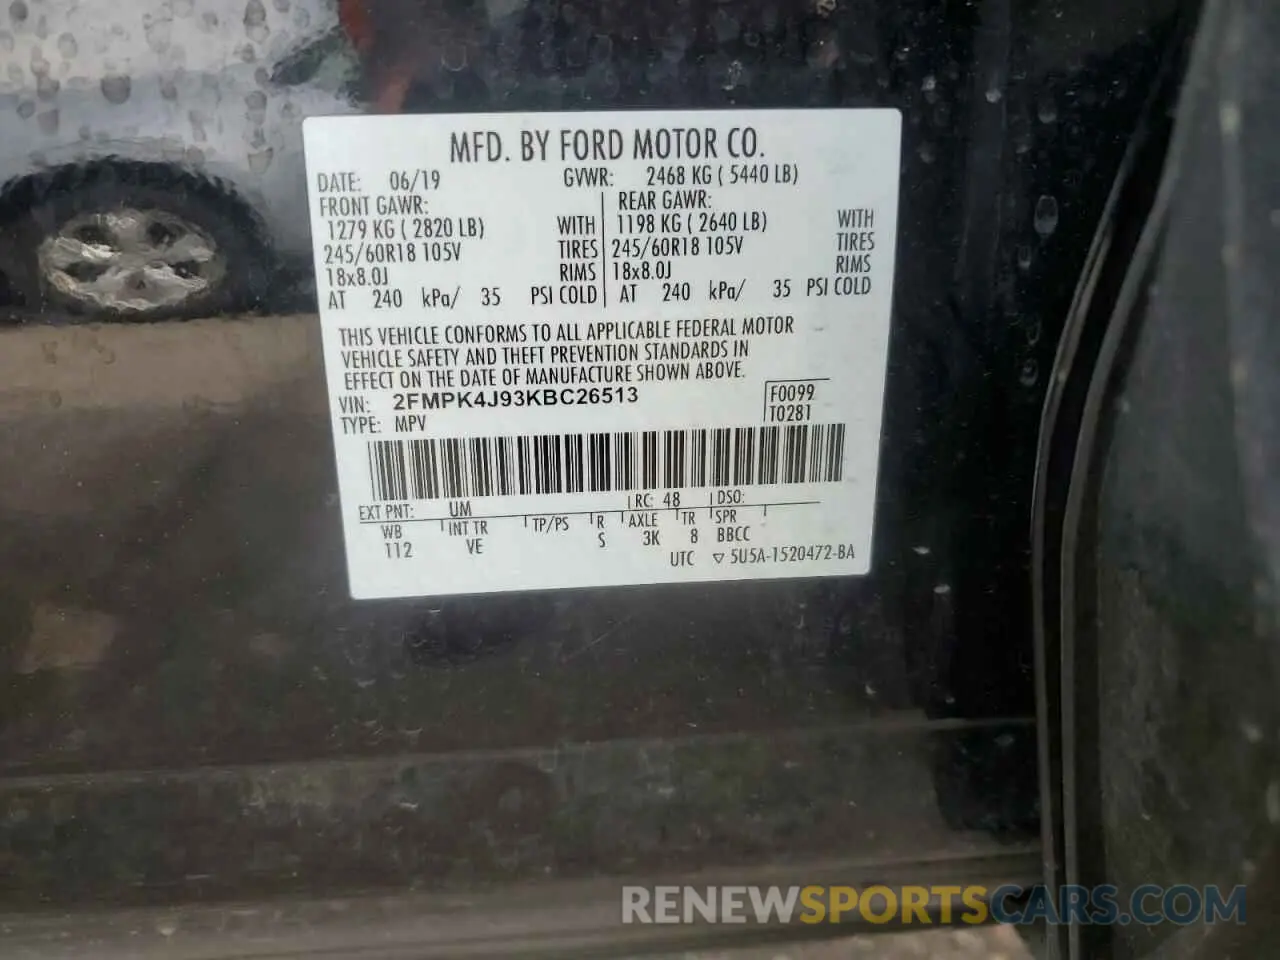 MFD. BY FORD MOTOR CO.
DATE: 06/19 GVWR: 2468 KG ( 5440 LB)
FRONT GAWR: REAR GAWR:
1279 KG ( 2820 LB) WITH 1198 KG ( 2640 LB) WITH
245/60R18 105V TIRES 245/60R18 105V TIRES
18x8.0J RIMS 18x8.0J RIMS
AT 240 kPa/ 35 PSI COLD AT 240 kPa/ 35 PSI COLD
THIS VEHICLE CONFORMS TO ALL APPLICABLE FEDERAL MOTOR
VEHICLE SAFETY AND THEFT PREVENTION STANDARDS IN
EFFECT ON THE DATE OF MANUFACTURE SHOWN ABOVE.
VIN: 2FMPK4J93KBC26513 F0099
TYPE: MPV T0281
EXT PNT: UM RC: 48 DSO:
WB INT TR TP/PS R AXLE TR SPR
112 VE S 3K 8 BBCC
UTC ▽ 5U5A-1520472-BA
RENEWSPORTSCARS.COM